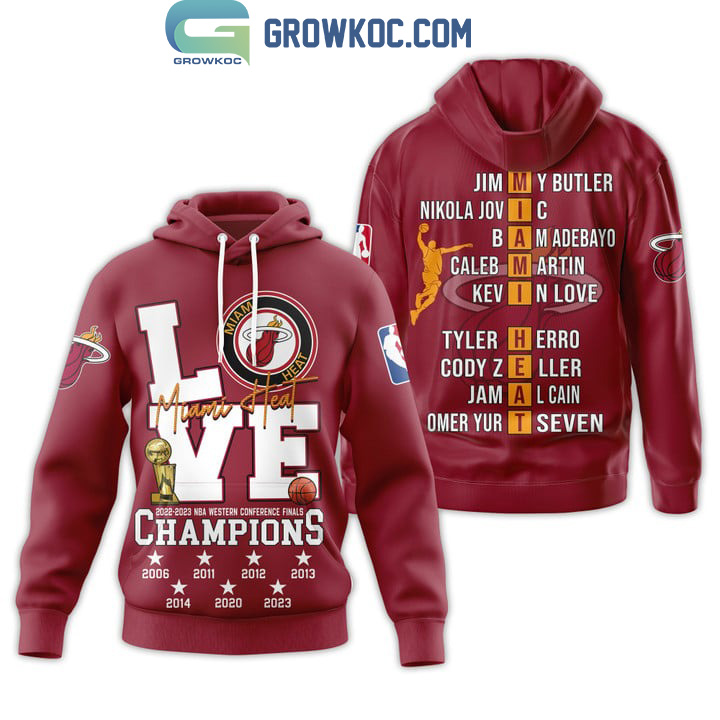 GROWKOC.COM
GROWKOC
LOVE
MIAMI
HEAT
Miami Heat
2022-2023 NBA WESTERN CONFERENCE FINALS
CHAMPIONS
2006 2011 2012 2013
2014 2020 2023
JIMMY BUTLER
NIKOLA JOVIC
BAM ADEBAYO
CALEB MARTIN
KEVIN LOVE
TYLER HERRO
CODY ZELLER
JAMAL CAIN
OMER YURTSEVEN